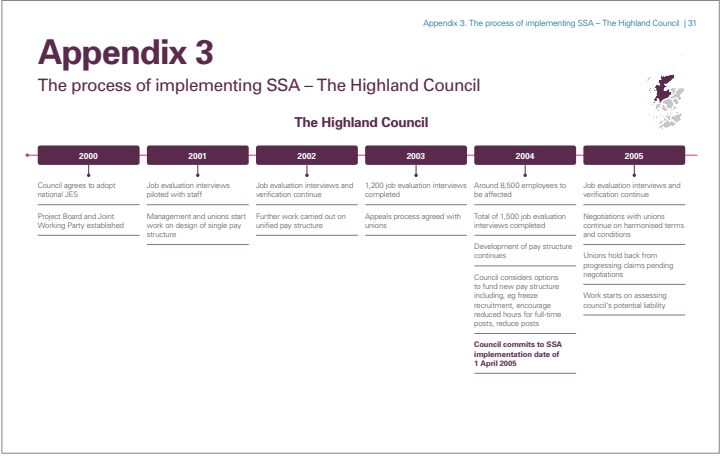 Appendix 3. The process of implementing SSA – The Highland Council | 31
Appendix 3
The process of implementing SSA – The Highland Council
The Highland Council
2000
Council agrees to adopt
national JES
Project Board and Joint
Working Party established
2001
Job evaluation interviews
piloted with staff
Management and unions start
work on design of single pay
structure
2002
Job evaluation interviews and
verification continue
Further work carried out on
unified pay structure
2003
1,200 job evaluation interviews
completed
Appeals process agreed with
unions
2004
Around 8,500 employees to
be affected
Total of 1,500 job evaluation
interviews completed
Development of pay structure
continues
Council considers options
to fund new pay structure
including, eg freeze
recruitment, encourage
reduced hours for full-time
posts, reduce posts
Council commits to SSA
implementation date of
1 April 2005
2005
Job evaluation interviews and
verification continue
Negotiations with unions
continue on harmonised terms
and conditions
Unions hold back from
progressing claims pending
negotiations
Work starts on assessing
council's potential liability